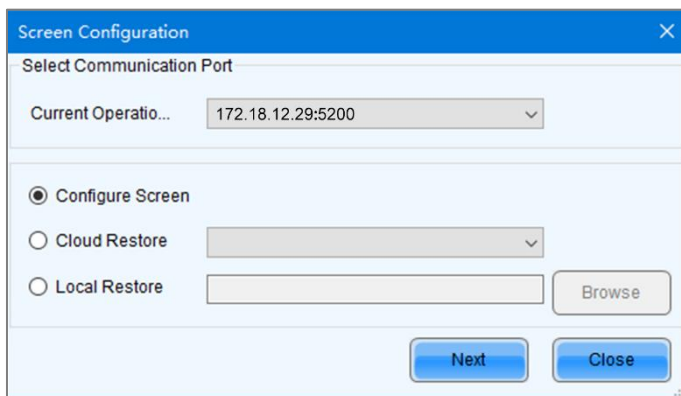 Screen Configuration
Select Communication Port
Current Operatio... 172.18.12.29:5200
Configure Screen
Cloud Restore
Local Restore Browse
Next Close